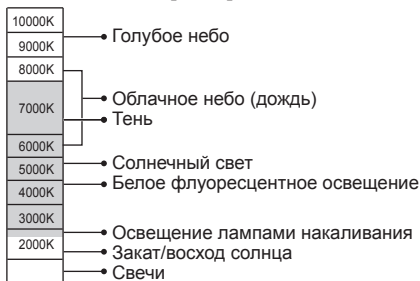 10000K
9000K
Голубое небо
8000K
Облачное небо (дождь)
7000K
Тень
6000K
Солнечный свет
5000K
Белое флуоресцентное освещение
4000K
3000K
Освещение лампами накаливания
2000K
Закат/восход солнца
Свечи